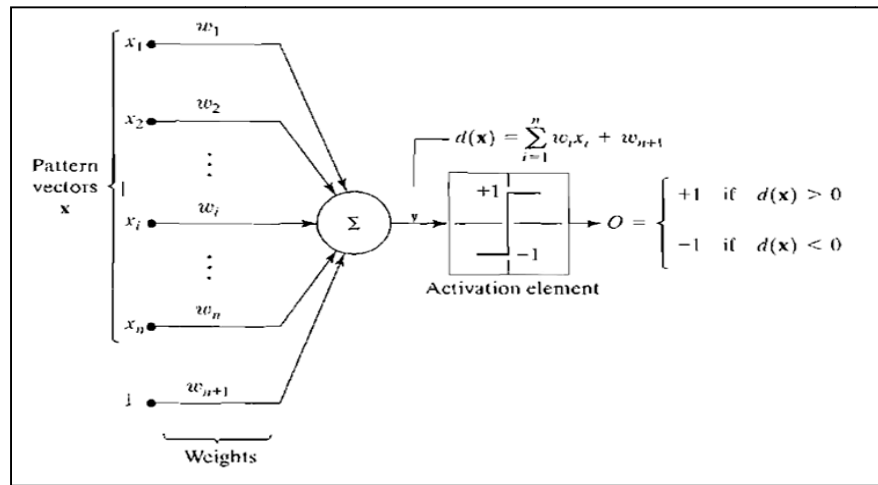 x₁ w₁
x₂ w₂
d(x) = ∑ⁿᵢ₌₁ wᵢxᵢ + wₙ₊₁
⋮
Pattern
vectors
x
xᵢ wᵢ
Σ
+1
−1
O = { +1 if d(x) > 0
−1 if d(x) < 0
Activation element
⋮
xₙ wₙ
1 wₙ₊₁
Weights